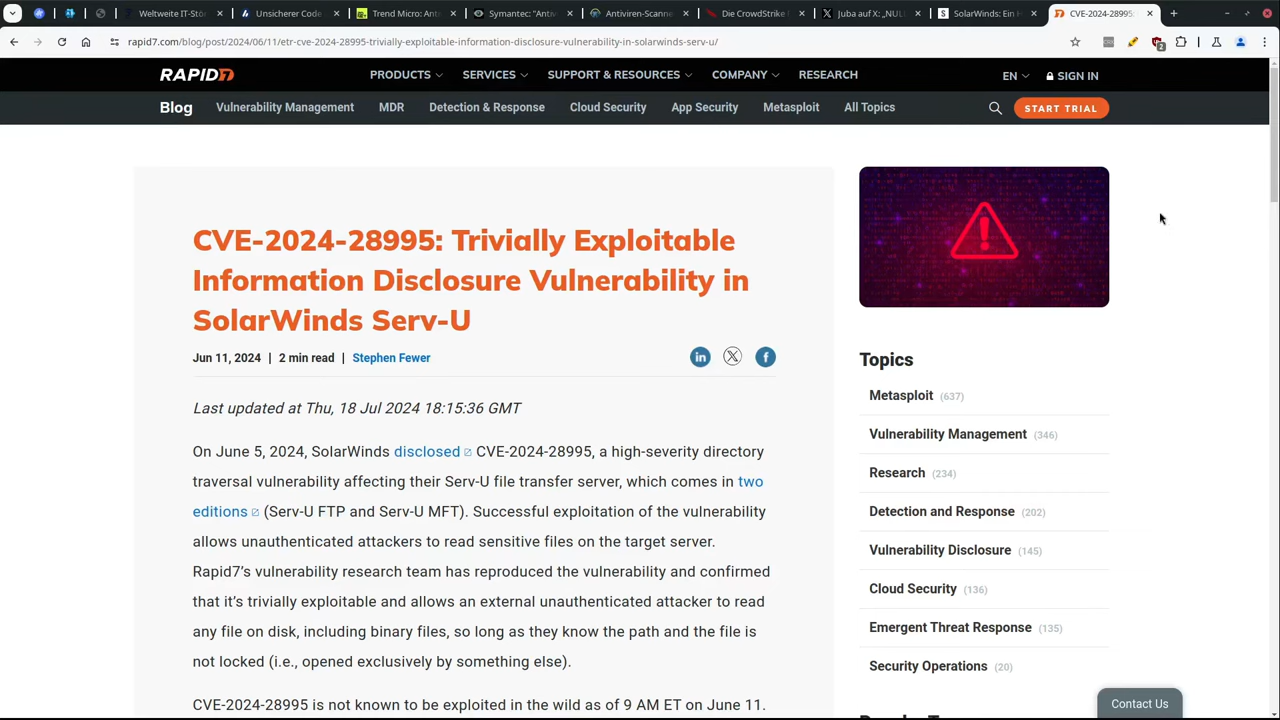 Weltweite IT-Stör
Unsicherer Code
Trend Micro: Anti
Symantec: "Anti
Antiviren-Scanne
Die CrowdStrike
Juba auf X: „NUL
SolarWinds: Ein H
CVE-2024-28995:
rapid7.com/blog/post/2024/06/11/etr-cve-2024-28995-trivially-exploitable-information-disclosure-vulnerability-in-solarwinds-serv-u/
2
RAPID7
PRODUCTS SERVICES SUPPORT & RESOURCES COMPANY RESEARCH
EN SIGN IN
Blog Vulnerability Management MDR Detection & Response Cloud Security App Security Metasploit All Topics
START TRIAL
CVE-2024-28995: Trivially Exploitable
Information Disclosure Vulnerability in
SolarWinds Serv-U
Jun 11, 2024 | 2 min read | Stephen Fewer
Last updated at Thu, 18 Jul 2024 18:15:36 GMT
On June 5, 2024, SolarWinds disclosed CVE-2024-28995, a high-severity directory
traversal vulnerability affecting their Serv-U file transfer server, which comes in two
editions (Serv-U FTP and Serv-U MFT). Successful exploitation of the vulnerability
allows unauthenticated attackers to read sensitive files on the target server.
Rapid7’s vulnerability research team has reproduced the vulnerability and confirmed
that it’s trivially exploitable and allows an external unauthenticated attacker to read
any file on disk, including binary files, so long as they know the path and the file is
not locked (i.e., opened exclusively by something else).
CVE-2024-28995 is not known to be exploited in the wild as of 9 AM ET on June 11.
Topics
Metasploit (637)
Vulnerability Management (346)
Research (234)
Detection and Response (202)
Vulnerability Disclosure (145)
Cloud Security (136)
Emergent Threat Response (135)
Security Operations (20)
Contact Us